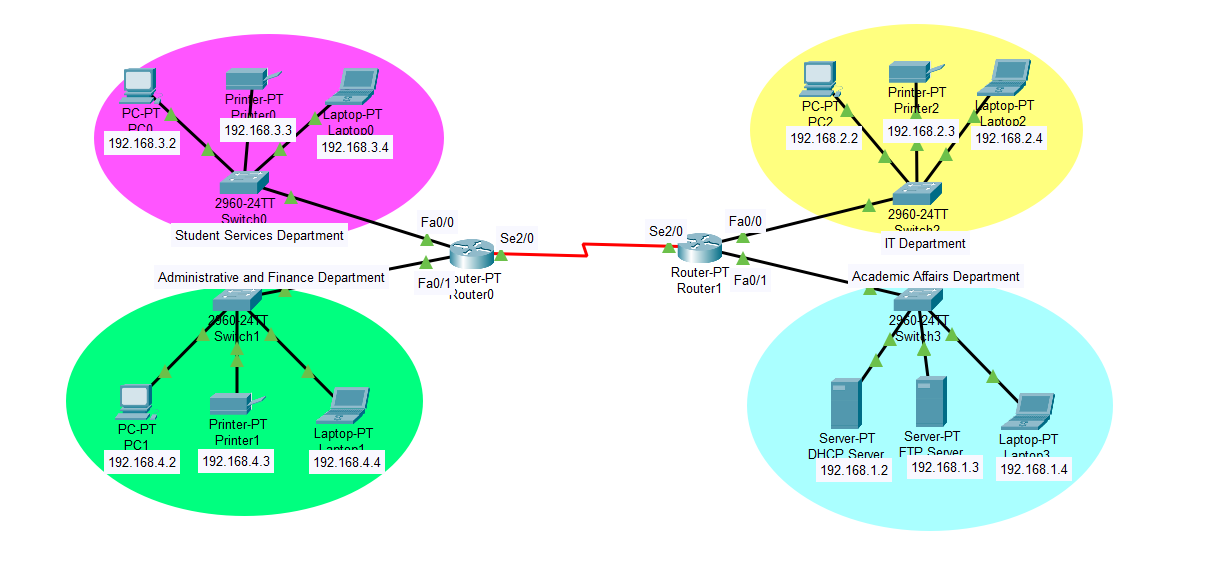 PC-PT
PC0
192.168.3.2
Printer-PT
Printer0
192.168.3.3
Laptop-PT
Laptop0
192.168.3.4
2960-24TT
Switch0
Student Services Department
Fa0/0
Se2/0
Fa0/1
Router0
Administrative and Finance Department
2960-24TT
Switch1
PC-PT
PC1
192.168.4.2
Printer-PT
Printer1
192.168.4.3
Laptop-PT
Laptop1
192.168.4.4
PC-PT
PC2
192.168.2.2
Printer-PT
Printer2
192.168.2.3
Laptop-PT
Laptop2
192.168.2.4
2960-24TT
Switch2
IT Department
Se2/0
Fa0/0
Router-PT
Router1
Fa0/1
Academic Affairs Department
2960-24TT
Switch3
Server-PT
DHCP Server
192.168.1.2
Server-PT
FTP Server
192.168.1.3
Laptop-PT
Laptop3
192.168.1.4